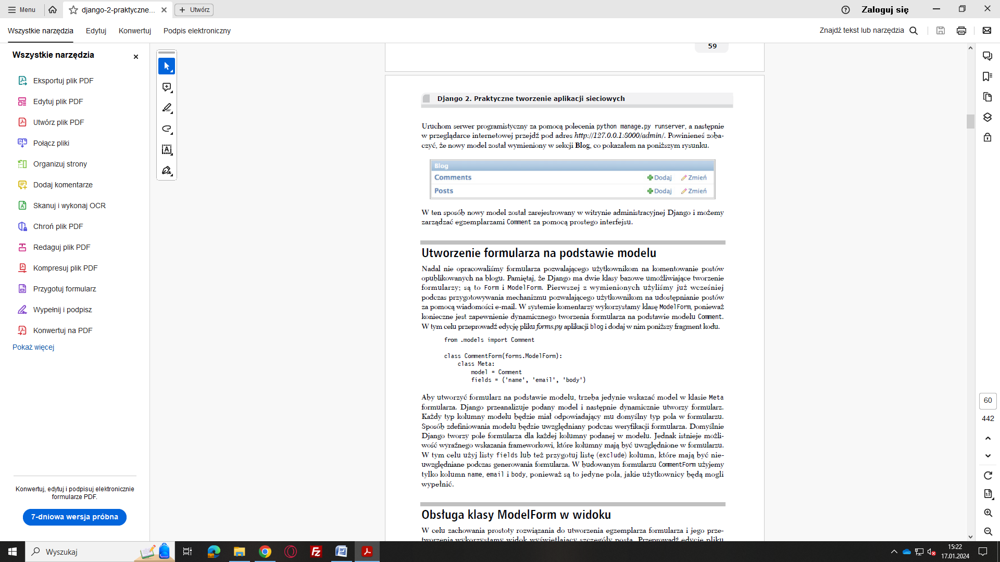 Menu
django-2-praktyczne...
Utwórz
Zaloguj się
Wszystkie narzędzia
Edytuj
Konwertuj
Podpis elektroniczny
Znajdź tekst lub narzędzia
Wszystkie narzędzia
Eksportuj plik PDF
Edytuj plik PDF
Utwórz plik PDF
Połącz pliki
Organizuj strony
Dodaj komentarze
Skanuj i wykonaj OCR
Chroń plik PDF
Redaguj plik PDF
Kompresuj plik PDF
Przygotuj formularz
Wypełnij i podpisz
Konwertuj na PDF
Pokaż więcej
Konwertuj, edytuj i podpisuj elektronicznie
formularze PDF.
7-dniowa wersja próbna
59
Django 2. Praktyczne tworzenie aplikacji sieciowych
Uruchom serwer programistyczny za pomocą polecenia python manage.py runserver, a następnie
w przeglądarce internetowej przejdź pod adres http://127.0.0.1:8000/admin/. Powinieneś zoba-
czyć, że nowy model został wymieniony w sekcji Blog, co pokazałem na poniższym rysunku.
Blog
Comments Dodaj Zmień
Posts Dodaj Zmień
W ten sposób nowy model został zarejestrowany w witrynie administracyjnej Django i możemy
zarządzać egzemplarzami Comment za pomocą prostego interfejsu.
Utworzenie formularza na podstawie modelu
Nadal nie opracowaliśmy formularza pozwalającego użytkownikom na komentowanie postów
opublikowanych na blogu. Pamiętaj, że Django ma dwie klasy bazowe umożliwiające tworzenie
formularzy; są to Form i ModelForm. Pierwszej z wymienionych użyliśmy już wcześniej
podczas przygotowywania mechanizmu pozwalającego użytkownikom na udostępnianie postów
za pomocą wiadomości e-mail. W systemie komentarzy wykorzystamy klasę ModelForm, ponieważ
konieczne jest zapewnienie dynamicznego tworzenia formularza na podstawie modelu Comment.
W tym celu przeprowadź edycję pliku forms.py aplikacji blog i dodaj w nim poniższy fragment kodu.
from .models import Comment
class CommentForm(forms.ModelForm):
class Meta:
model = Comment
fields = ('name', 'email', 'body')
Aby utworzyć formularz na podstawie modelu, trzeba jedynie wskazać model w klasie Meta
formularza. Django przeanalizuje podany model i następnie dynamicznie utworzy formularz.
Każdy typ kolumny modelu będzie miał odpowiadający mu domyślny typ pola w formularzu.
Sposób zdefiniowania modelu będzie uwzględniany podczas weryfikacji formularza. Domyślnie
Django tworzy pole formularza dla każdej kolumny podanej w modelu. Jednak istnieje możli-
wość wyraźnego wskazania frameworkowi, które kolumny mają być uwzględnione w formularzu.
W tym celu użyj listy fields lub też przygotuj listę (exclude) kolumn, które mają być nie-
uwzględniane podczas generowania formularza. W budowanym formularzu CommentForm użyjemy
tylko kolumn name, email i body, ponieważ są to jedyne pola, jakie użytkownicy będą mogli
wypełnić.
Obsługa klasy ModelForm w widoku
W celu zachowania prostoty rozwiązania do utworzenia egzemplarza formularza i jego prze-
tworzenia wykorzystamy widok wyświetlający szczegóły posta. Przeprowadź edycję pliku
60
442
Wyszukaj
15:22
17.01.2024